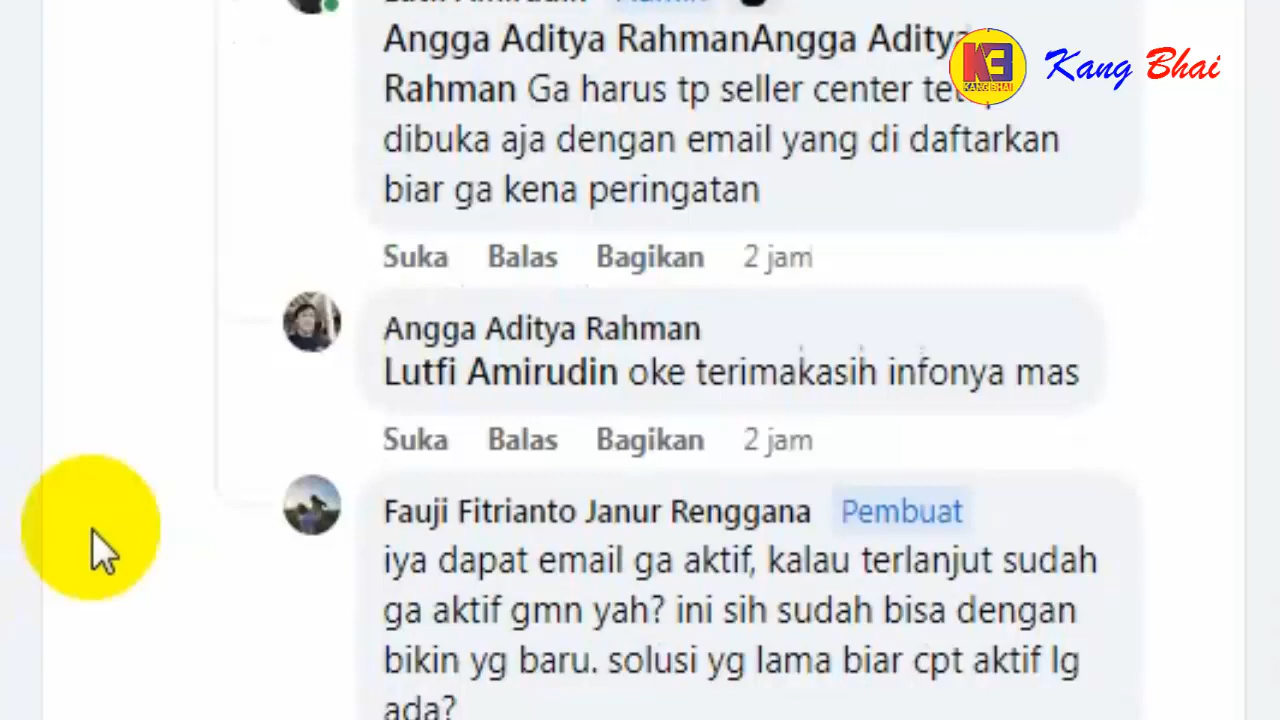 Angga Aditya RahmanAngga Aditya
Rahman Ga harus tp seller center
dibuka aja dengan email yang di daftarkan
biar ga kena peringatan
Suka Balas Bagikan 2 jam
Angga Aditya Rahman
Lutfi Amirudin oke terimakasih infonya mas
Suka Balas Bagikan 2 jam
Fauji Fitrianto Janur Renggana Pembuat
iya dapat email ga aktif, kalau terlanjut sudah
ga aktif gmn yah? ini sih sudah bisa dengan
bikin yg baru. solusi yg lama biar cpt aktif lg
ada?
KB
KANG BHAI
Kang Bhai